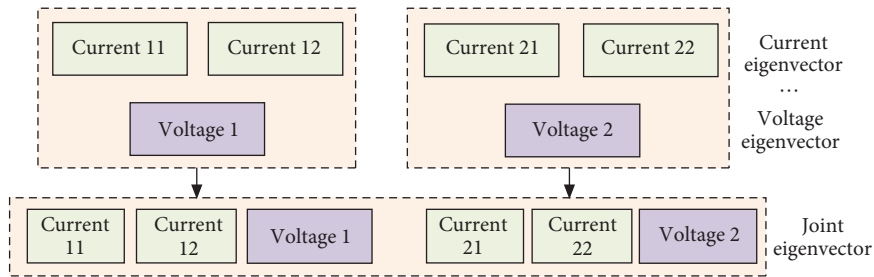 Current 11
Current 12
Voltage 1
Current 21
Current 22
Voltage 2
Current
eigenvector
...
Voltage
eigenvector
Current
11
Current
12
Voltage 1
Current
21
Current
22
Voltage 2
Joint
eigenvector